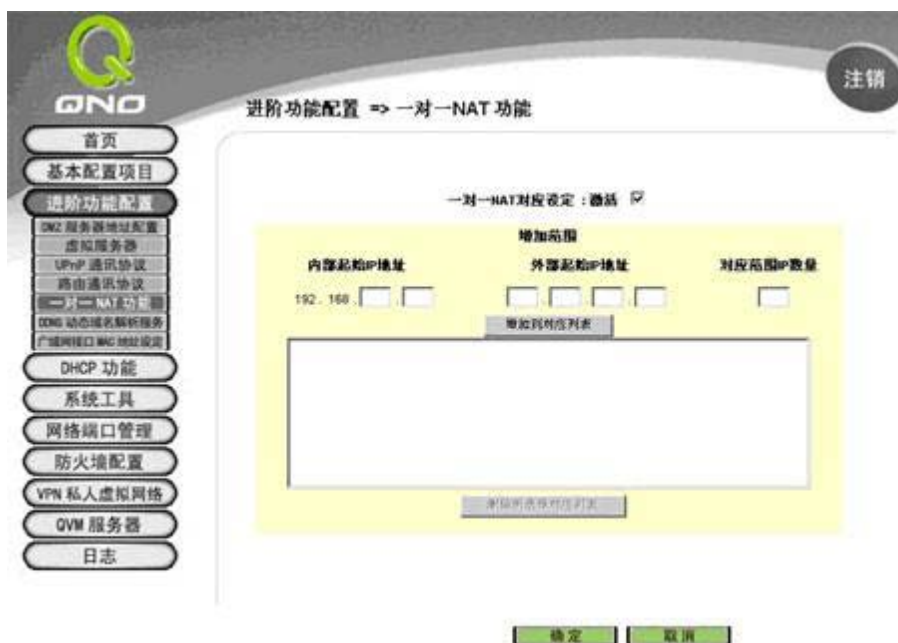 QNO
注销
进阶功能配置 => 一对一NAT 功能
首页
基本配置项目
进阶功能配置
DMZ 服务器地址配置
虚拟服务器
UPnP 通讯协议
路由通讯协议
一对一 NAT 功能
DDNS 动态域名解析服务
广域网接口 MAC 地址设定
DHCP 功能
系统工具
网络端口管理
防火墙配置
VPN 私人虚拟网络
QVM 服务器
日志
一对一NAT对应设定 : 激活
增加范围
内部起始IP地址 外部起始IP地址 对应范围IP数量
192. 168 . . . . .
增加到对应列表
确定 取消